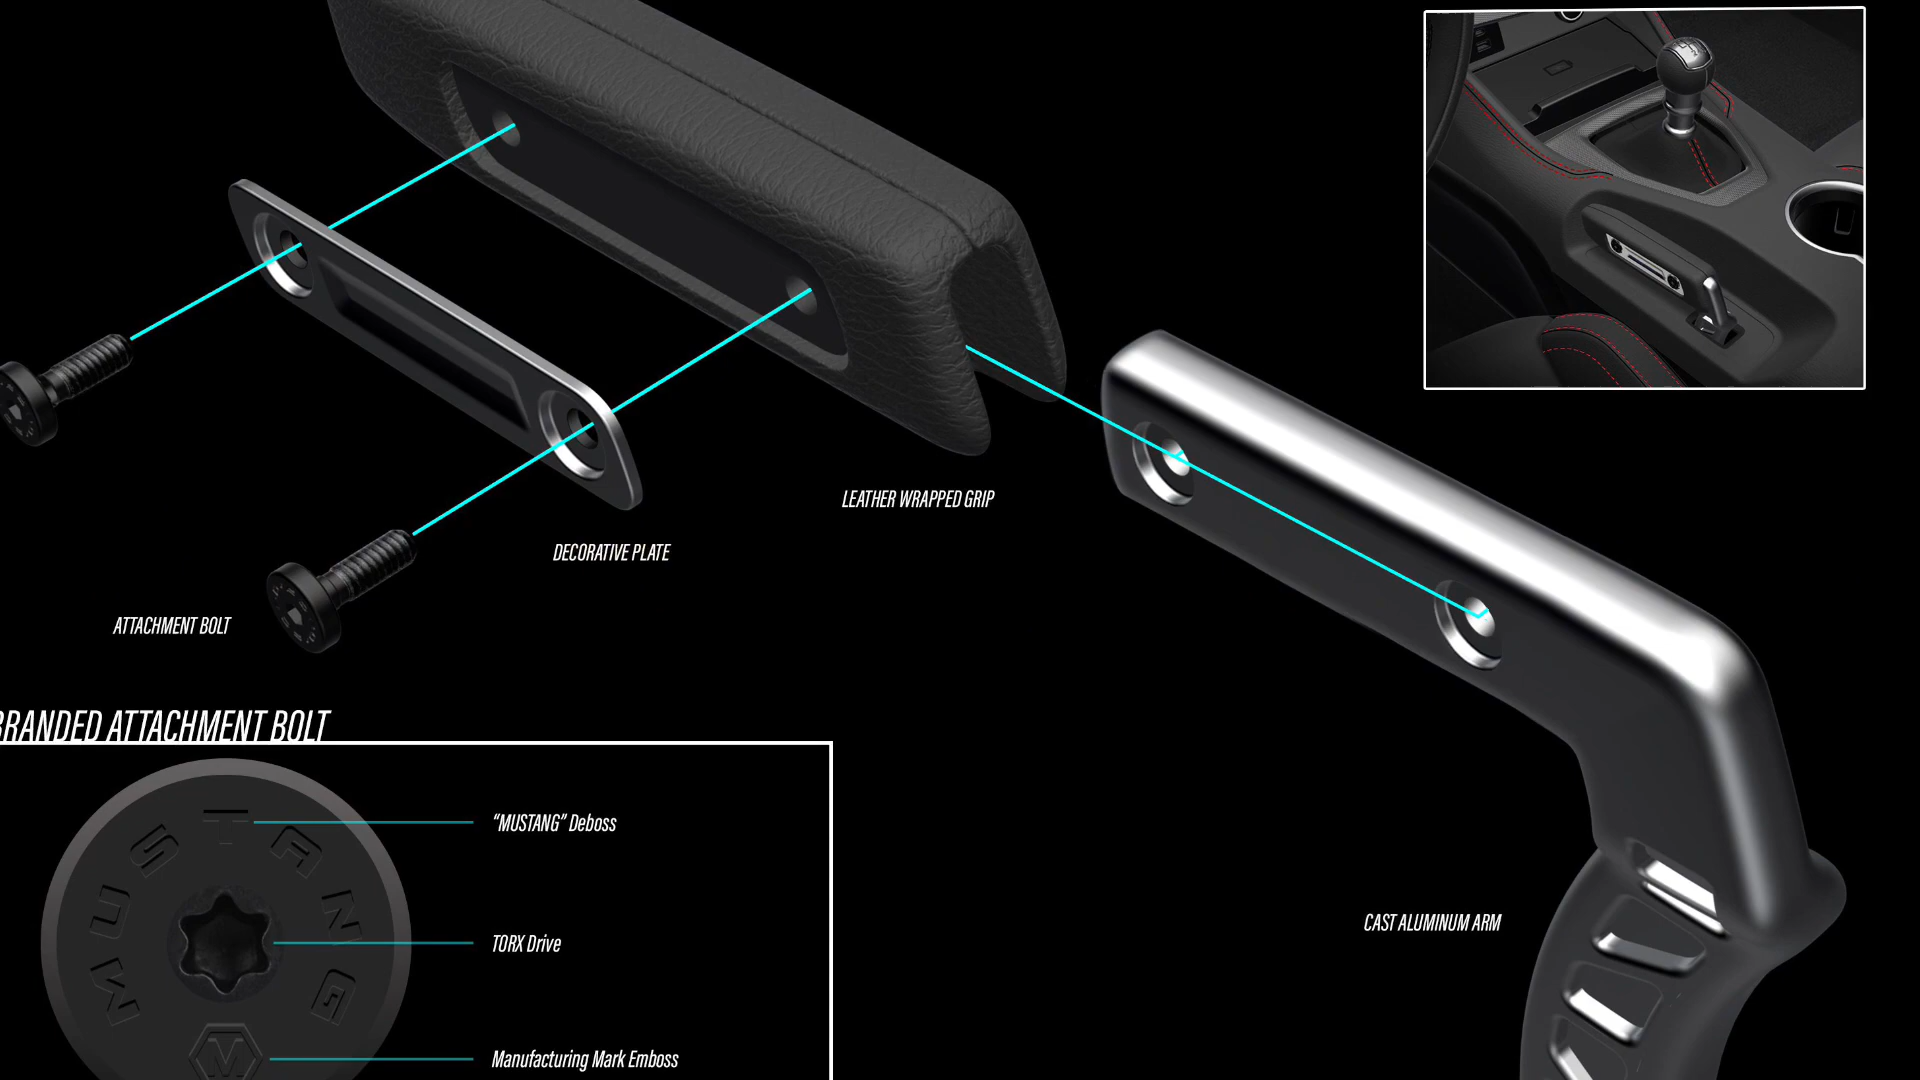 LEATHER WRAPPED GRIP
DECORATIVE PLATE
ATTACHMENT BOLT
BRANDED ATTACHMENT BOLT
MUSTANG
M
“MUSTANG” Deboss
TORX Drive
Manufacturing Mark Emboss
CAST ALUMINUM ARM